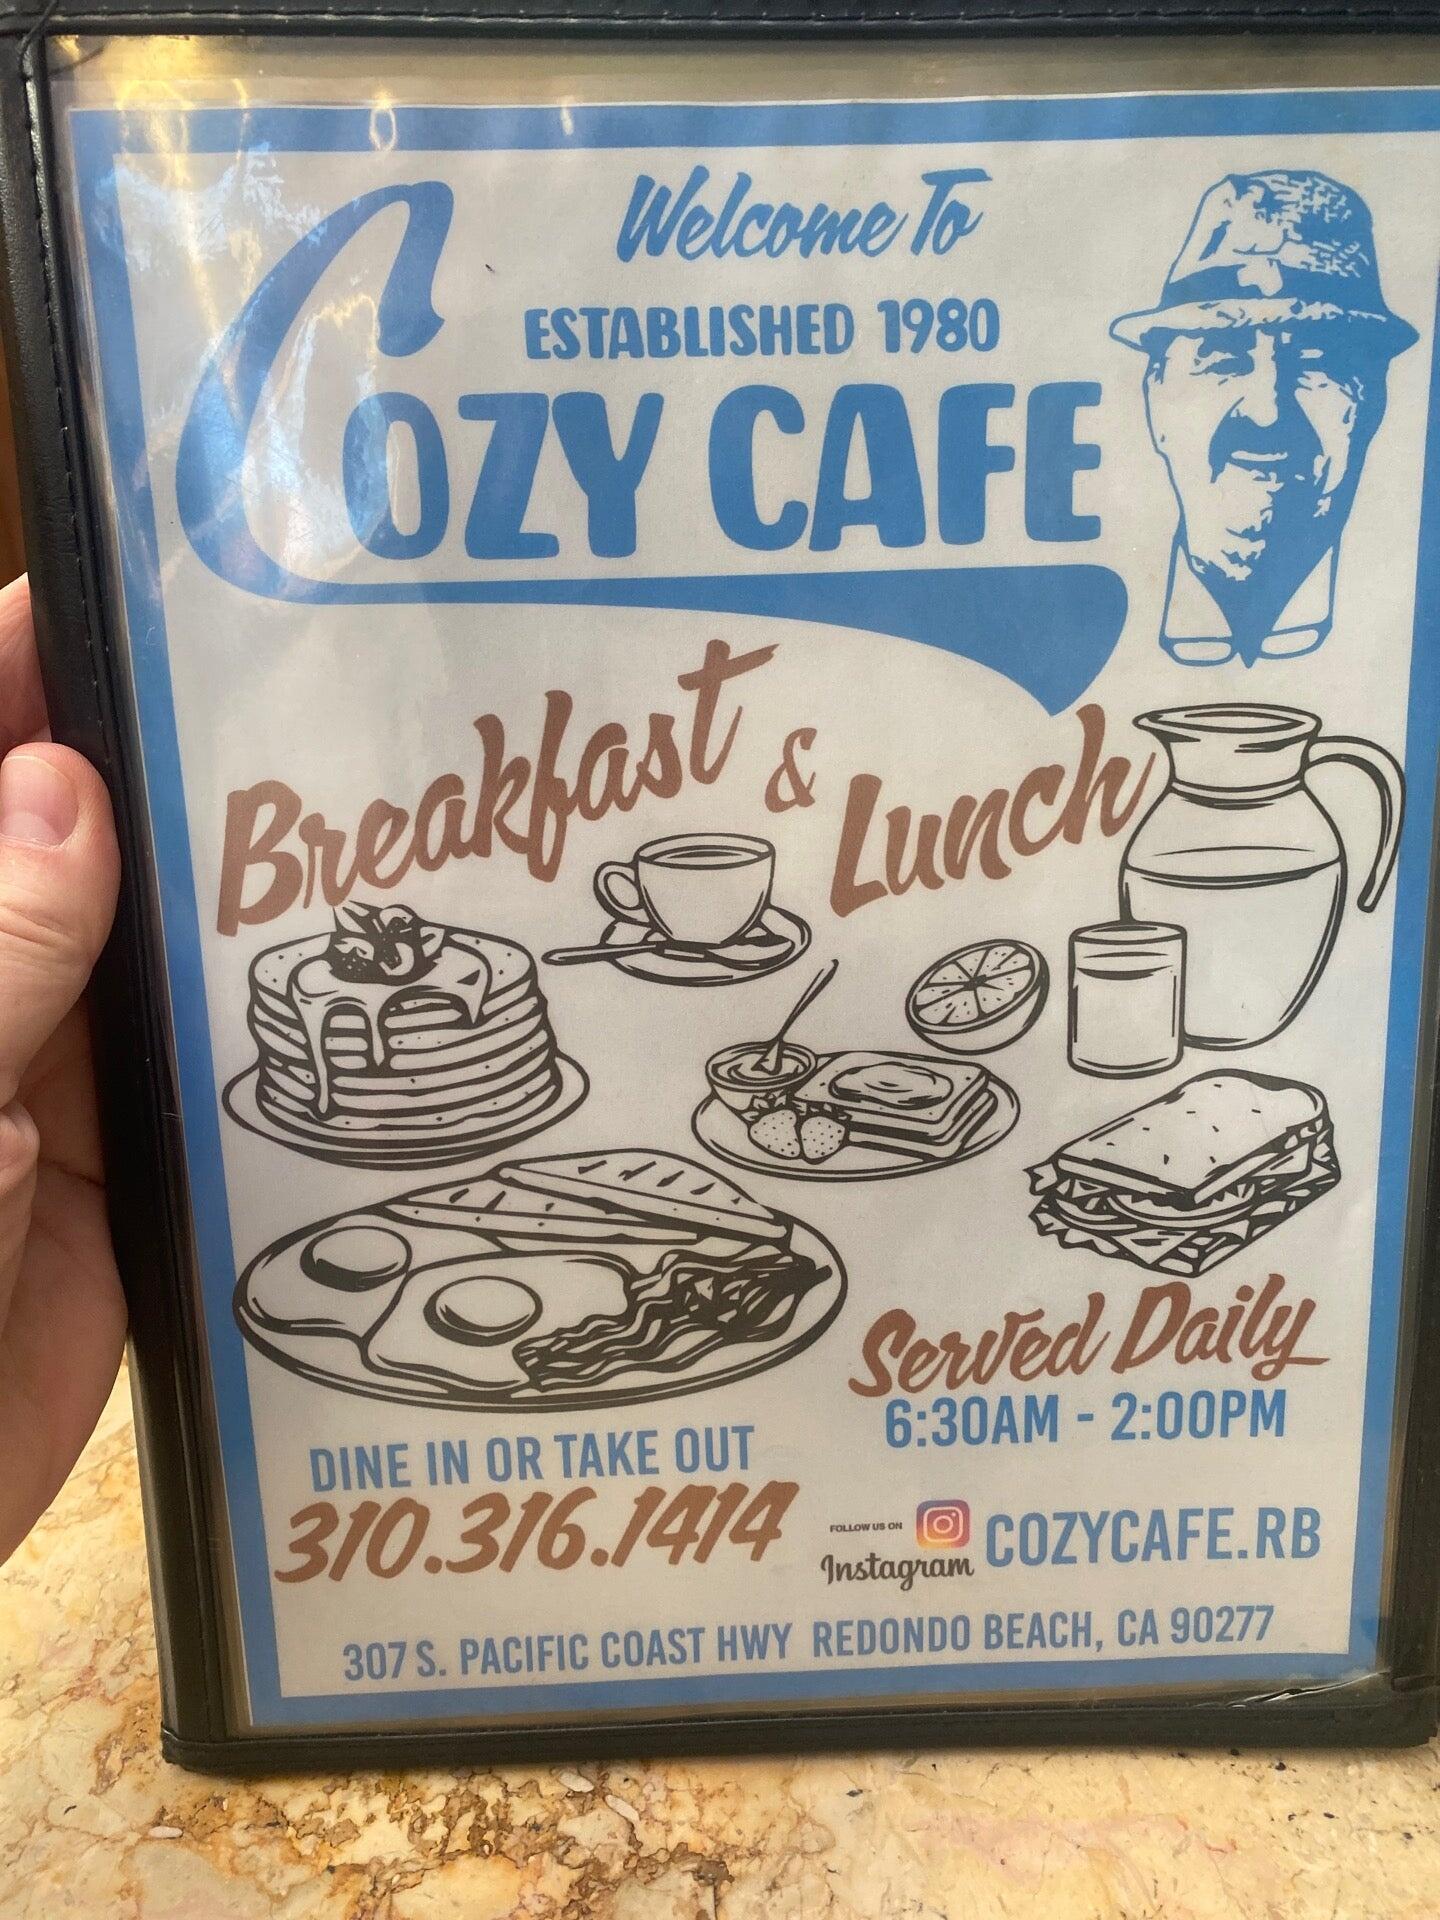 Welcome To
ESTABLISHED 1980
COZY CAFE
Breakfast & Lunch
Served Daily
6:30AM - 2:00PM
DINE IN OR TAKE OUT
310.316.1414
FOLLOW US ON
Instagram
COZYCAFE.RB
307 S. PACIFIC COAST HWY REDONDO BEACH, CA 90277